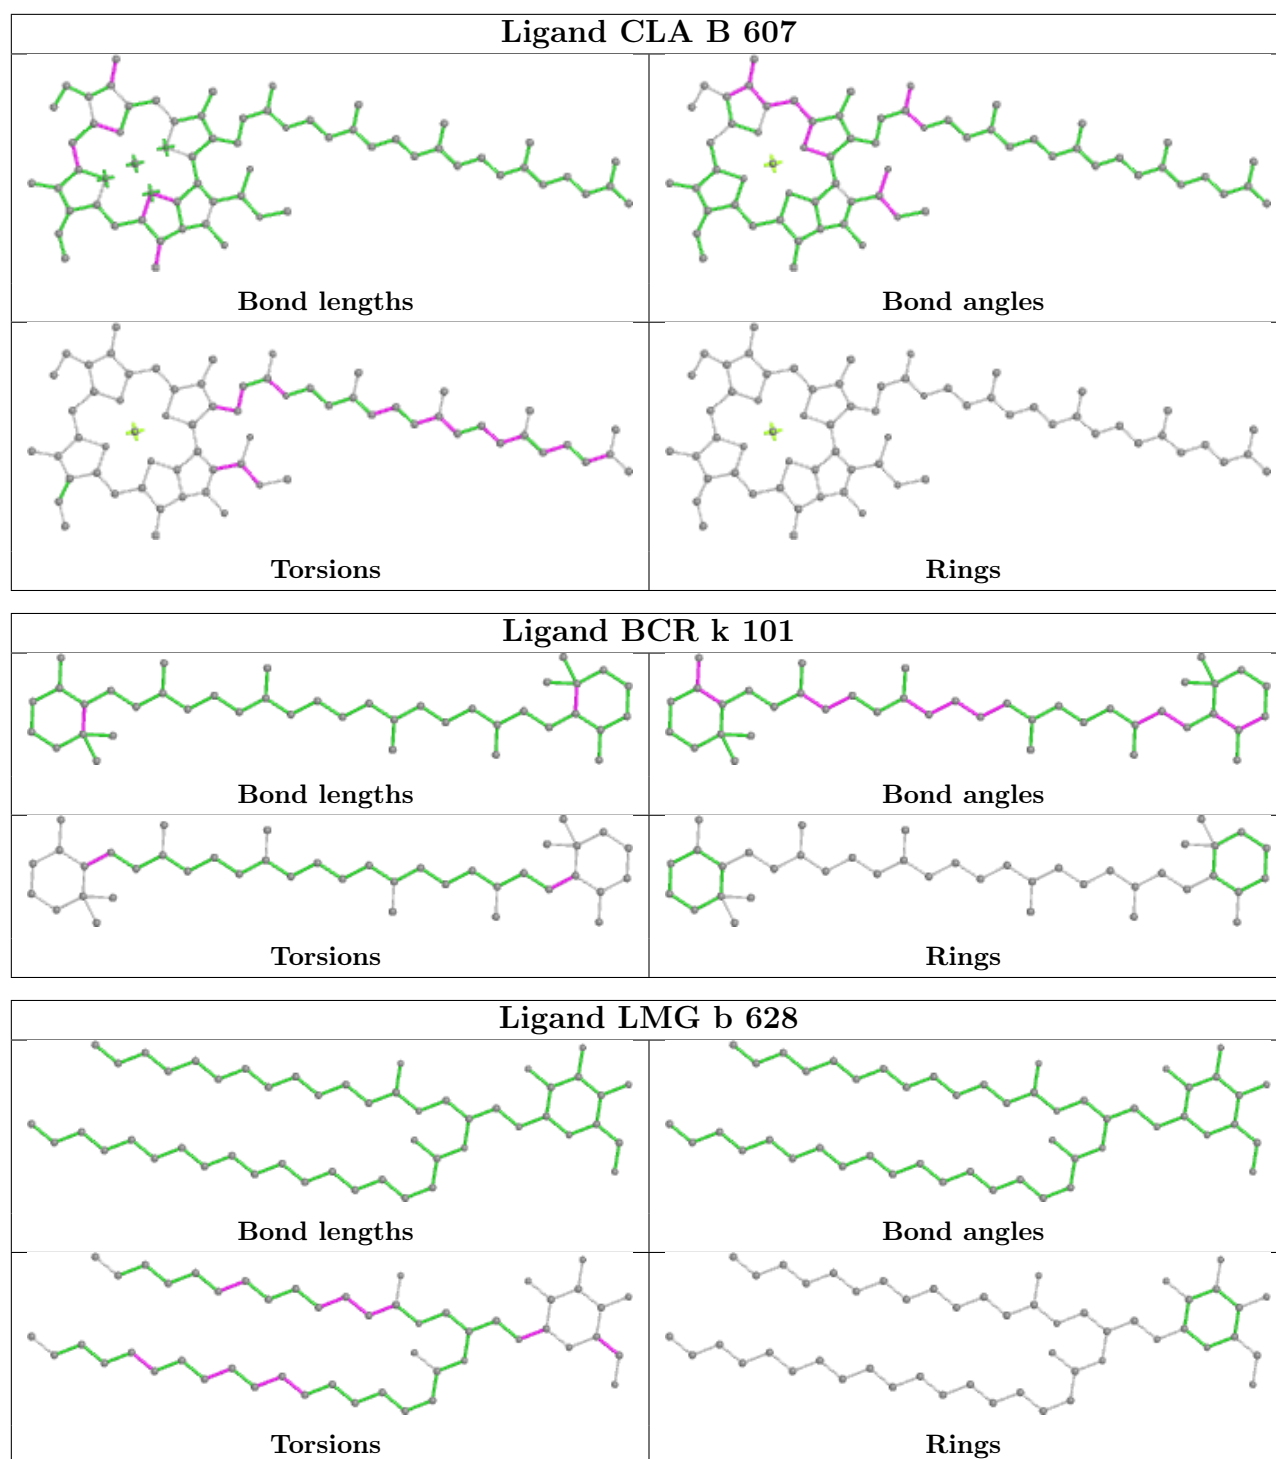 Ligand CLA B 607
Bond lengths
Bond angles
Torsions
Rings
Ligand BCR k 101
Bond lengths
Bond angles
Torsions
Rings
Ligand LMG b 628
Bond lengths
Bond angles
Torsions
Rings